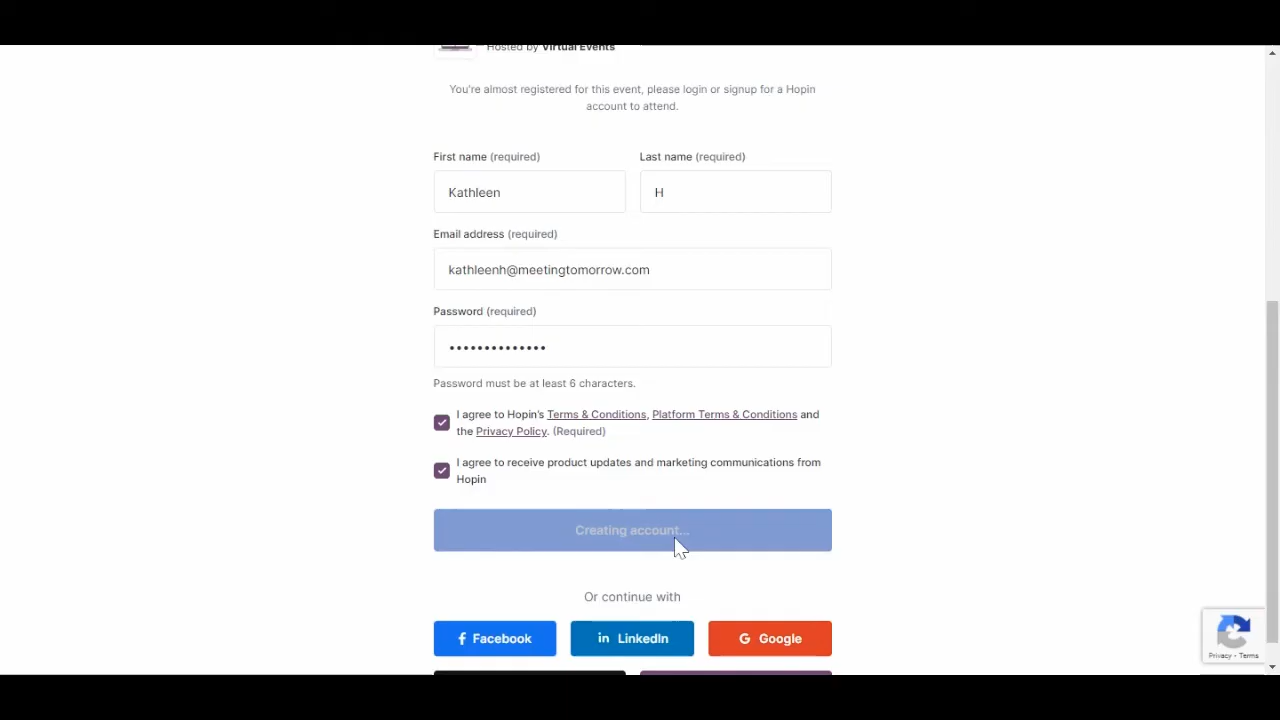 Hosted by Virtual Events
You're almost registered for this event, please login or signup for a Hopin
account to attend.
First name (required) Last name (required)
Kathleen H
Email address (required)
kathleenh@meetingtomorrow.com
Password (required)
••••••••••••••
Password must be at least 6 characters.
I agree to Hopin's Terms & Conditions, Platform Terms & Conditions and
the Privacy Policy. (Required)
I agree to receive product updates and marketing communications from
Hopin
Creating account...
Or continue with
Facebook LinkedIn Google
Privacy - Terms